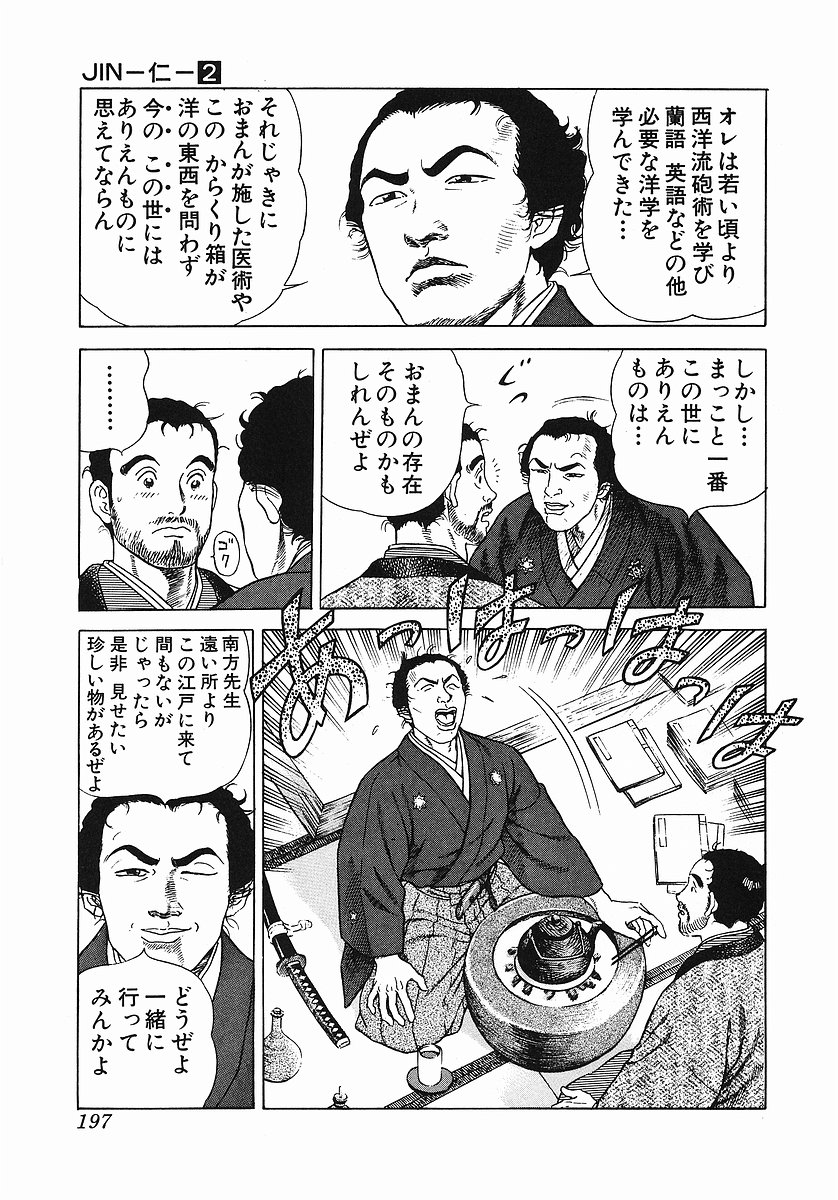 JIN－仁－2
オレは若い頃より
西洋流砲術を学び
蘭語 英語などの他
必要な洋学を
学んできた…
それじゃきに
おまんが施した医術や
この からくり箱が
洋の東西を問わず
今の この世には
ありえんものに
思えてならん
しかし…
まっこと一番
この世に
ありえん
ものは…
じっ
おまんの存在
そのものかも
しれんぜよ
………
ゴク
あっはっはっは
南方先生
遠い所より
この江戸に来て
間もないが
じゃったら
是非 見せたい
珍しい物があるぜよ
どうぜよ
一緒に
行って
みんかよ
197